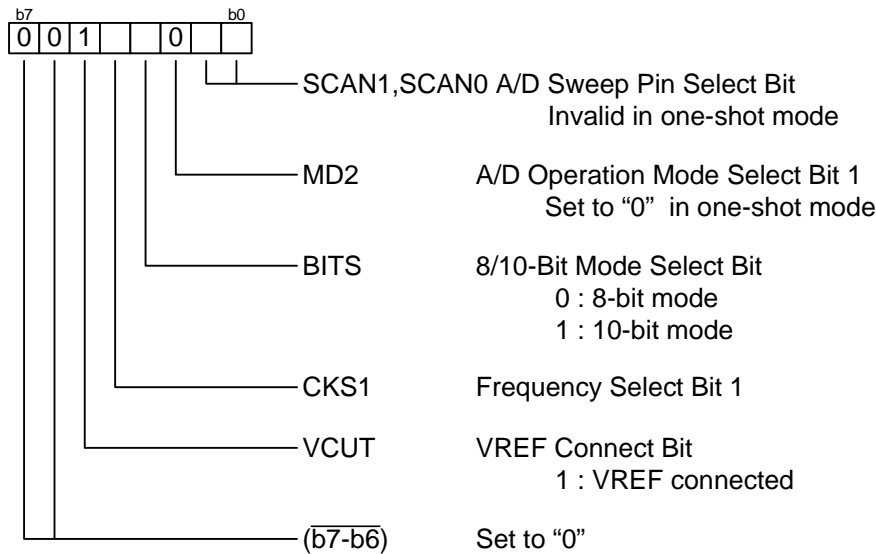 b7 b0
0 0 1 0
SCAN1,SCAN0 A/D Sweep Pin Select Bit
Invalid in one-shot mode
MD2 A/D Operation Mode Select Bit 1
Set to “0” in one-shot mode
BITS 8/10-Bit Mode Select Bit
0 : 8-bit mode
1 : 10-bit mode
CKS1 Frequency Select Bit 1
VCUT VREF Connect Bit
1 : VREF connected
(b7-b6) Set to “0”